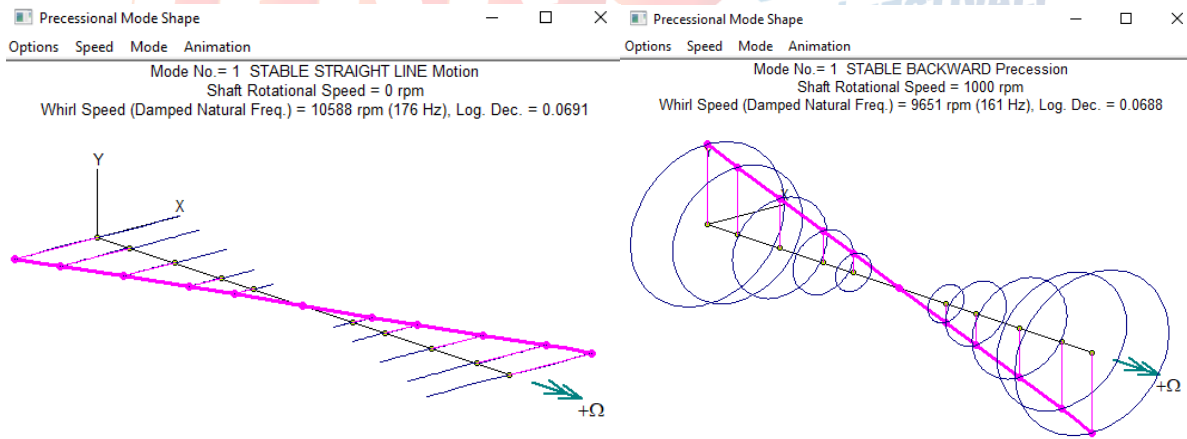 Precessional Mode Shape
Options Speed Mode Animation
Mode No.= 1 STABLE STRAIGHT LINE Motion
Shaft Rotational Speed = 0 rpm
Whirl Speed (Damped Natural Freq.) = 10588 rpm (176 Hz), Log. Dec. = 0.0691
Y
X
+Ω
Precessional Mode Shape
Options Speed Mode Animation
Mode No.= 1 STABLE BACKWARD Precession
Shaft Rotational Speed = 1000 rpm
Whirl Speed (Damped Natural Freq.) = 9651 rpm (161 Hz), Log. Dec. = 0.0688
Y
X
+Ω